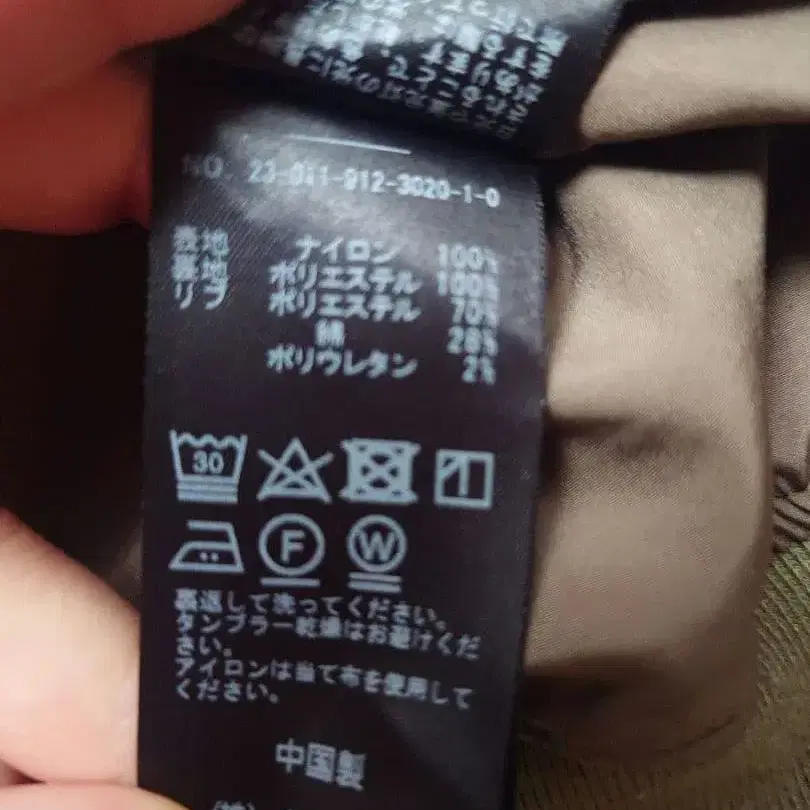 NO. 23-011-912-3020-1-0
表地 ナイロン 100%
裏地 ポリエステル 100%
リブ ポリエステル 70%
綿 28%
ポリウレタン 2%
30
F W
裏返して洗ってください。
タンブラー乾燥はお避けくだ
さい。
アイロンは当て布を使用して
ください。
中国製